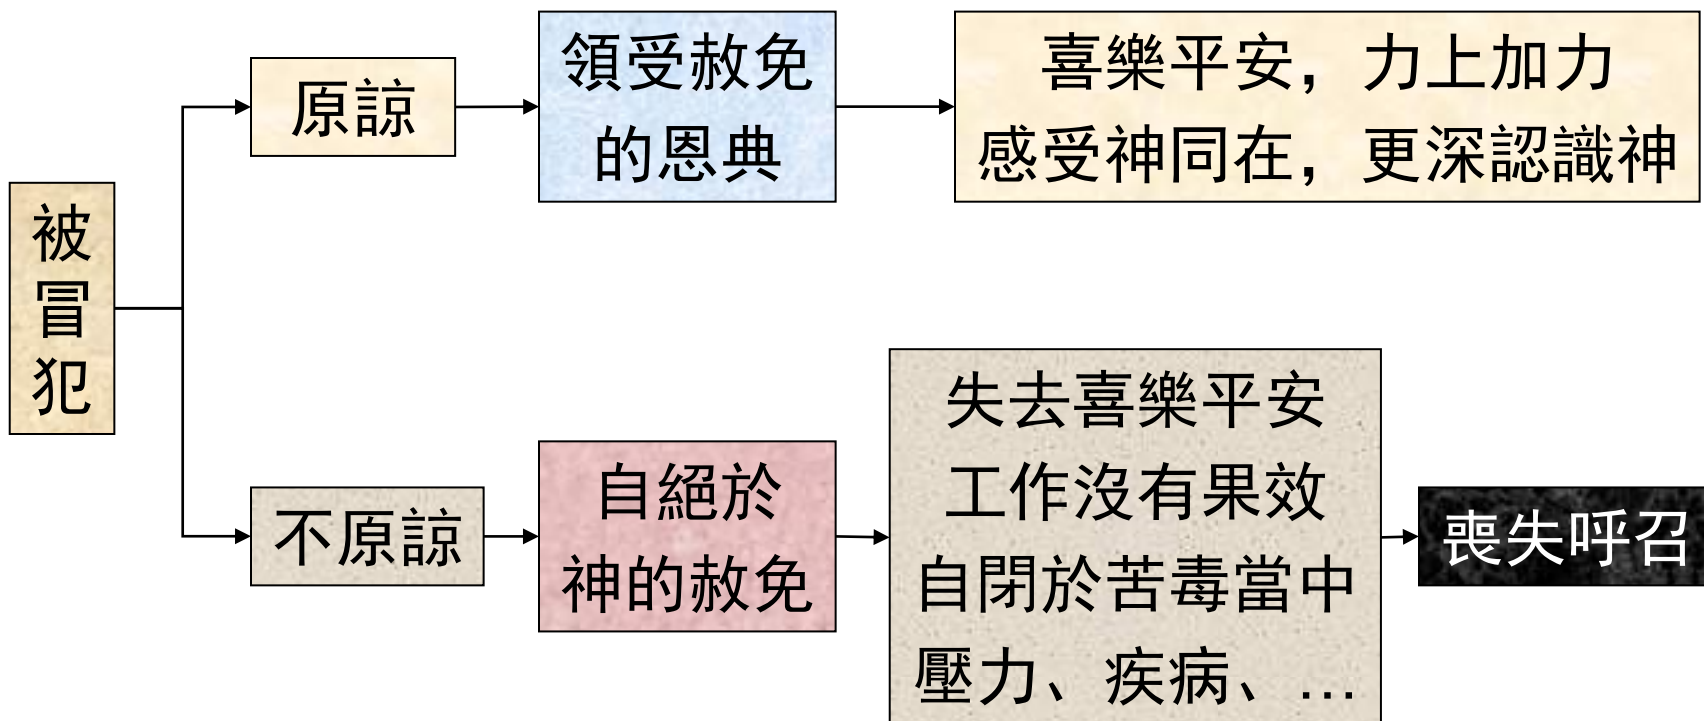 被
冒
犯
原諒
領受赦免
的恩典
喜樂平安，力上加力
感受神同在，更深認識神
不原諒
自絕於
神的赦免
失去喜樂平安
工作沒有果效
自閉於苦毒當中
壓力、疾病、…
喪失呼召